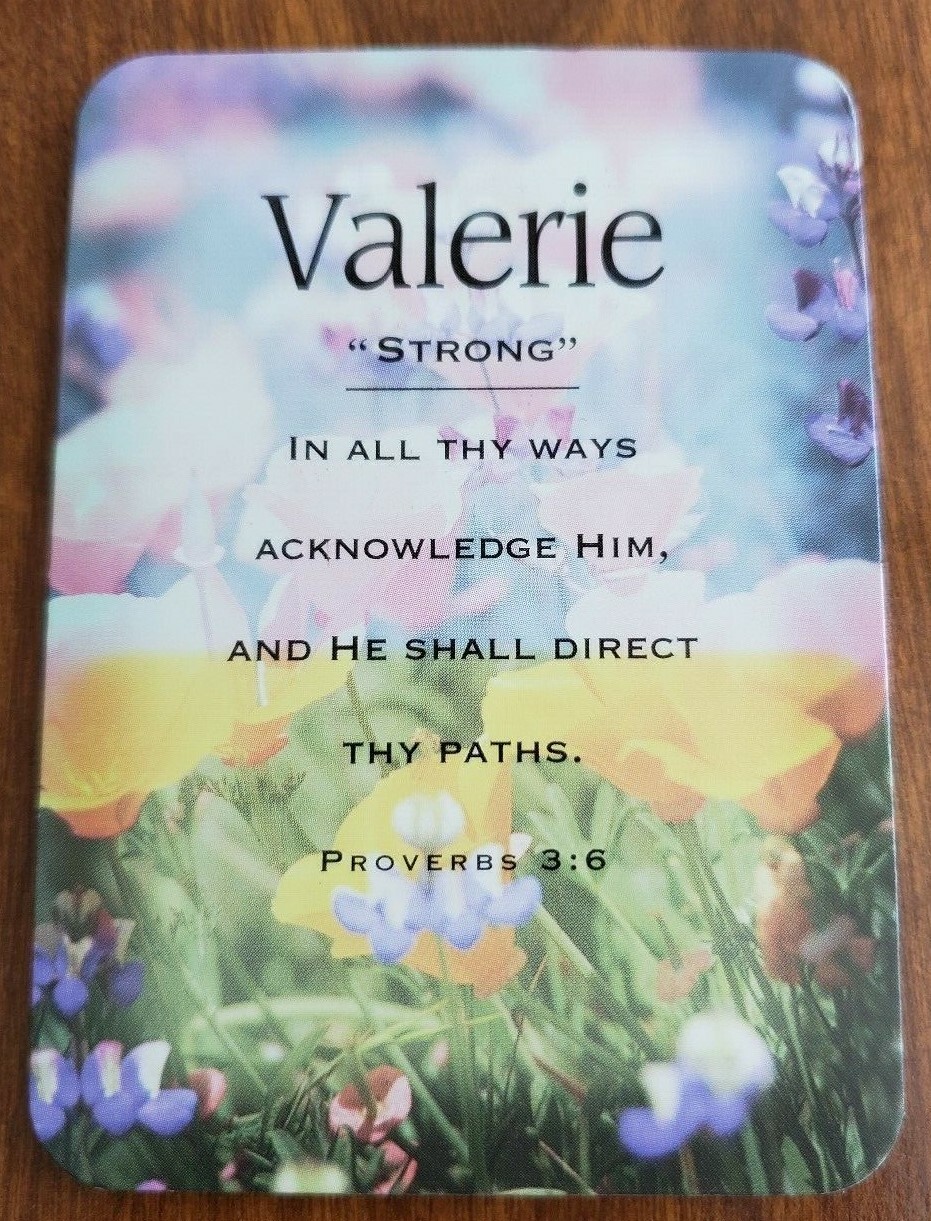 Valerie
“Strong”
In all thy ways
acknowledge Him,
and He shall direct
thy paths.
Proverbs 3:6